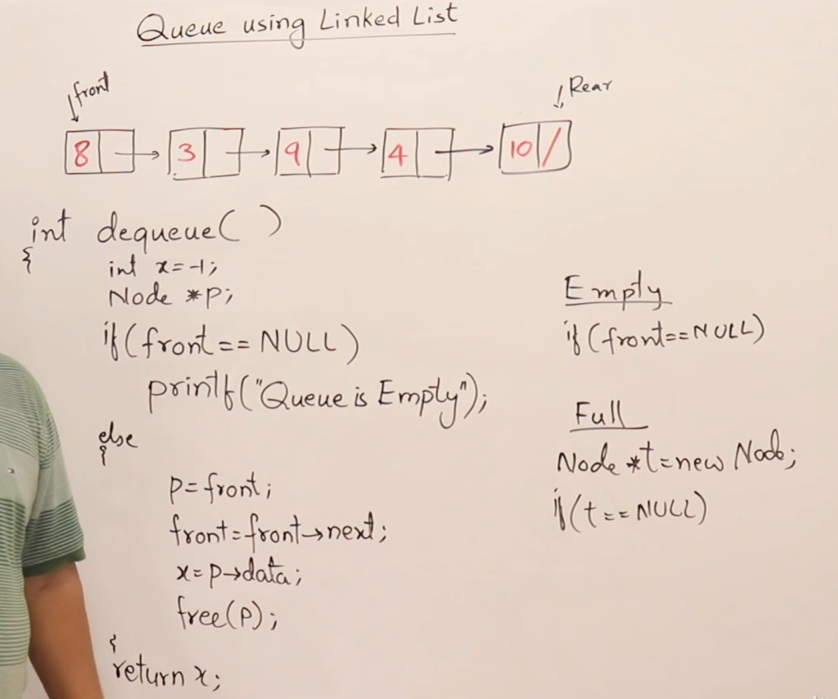 Queue using Linked List
front
Rear
8 3 9 4 10 /
int dequeue( )
{
int x=-1;
Node *p;
if(front==NULL)
printf("Queue is Empty");
else
{
p=front;
front=front→next;
x=p→data;
free(p);
}
return x;
Empty
if(front==NULL)
Full
Node *t=new Node;
if(t==NULL)